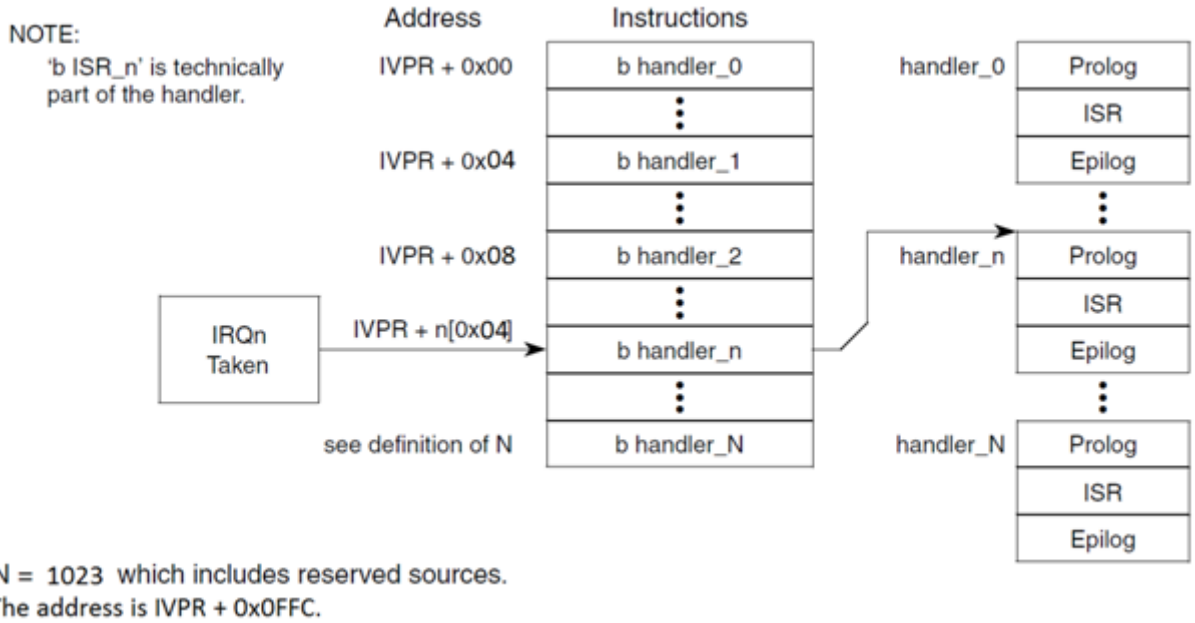 Address Instructions
NOTE:
'b ISR_n' is technically
part of the handler.
IVPR + 0x00 b handler_0 handler_0 Prolog
ISR
IVPR + 0x04 b handler_1 Epilog
IVPR + 0x08 b handler_2 handler_n Prolog
ISR
IRQn
Taken
IVPR + n[0x04] b handler_n Epilog
see definition of N b handler_N handler_N Prolog
ISR
Epilog
N = 1023 which includes reserved sources.
The address is IVPR + 0x0FFC.